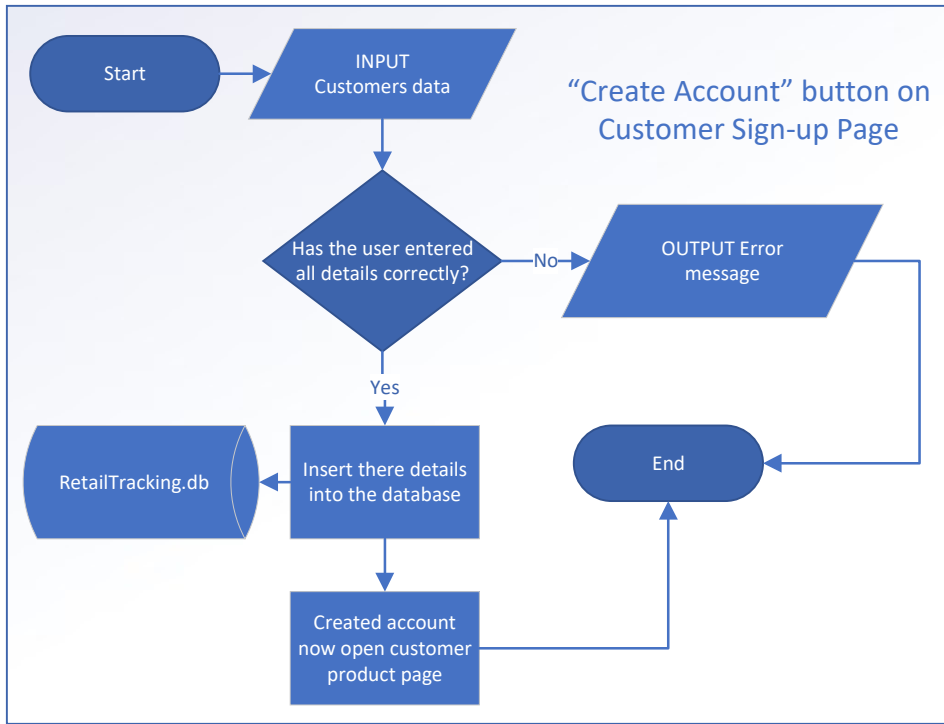 Start
INPUT
Customers data
“Create Account” button on
Customer Sign-up Page
Has the user entered
all details correctly?
No
OUTPUT Error
message
Yes
RetailTracking.db
Insert there details
into the database
End
Created account
now open customer
product page